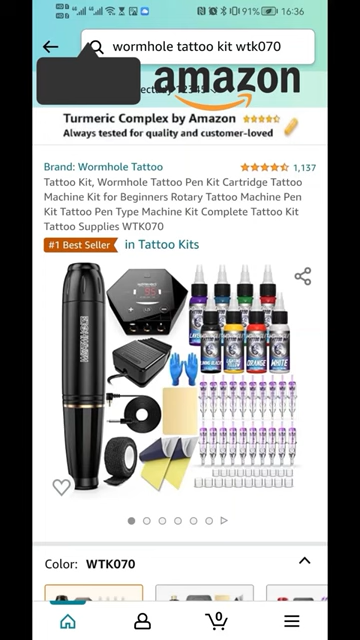 91% 16:36
wormhole tattoo kit wtk070
amazon
Turmeric Complex by Amazon
Always tested for quality and customer-loved
Brand: Wormhole Tattoo 1,137
Tattoo Kit, Wormhole Tattoo Pen Kit Cartridge Tattoo
Machine Kit for Beginners Rotary Tattoo Machine Pen
Kit Tattoo Pen Type Machine Kit Complete Tattoo Kit
Tattoo Supplies WTK070
#1 Best Seller in Tattoo Kits
ORANGE
WHITE
Color: WTK070
0